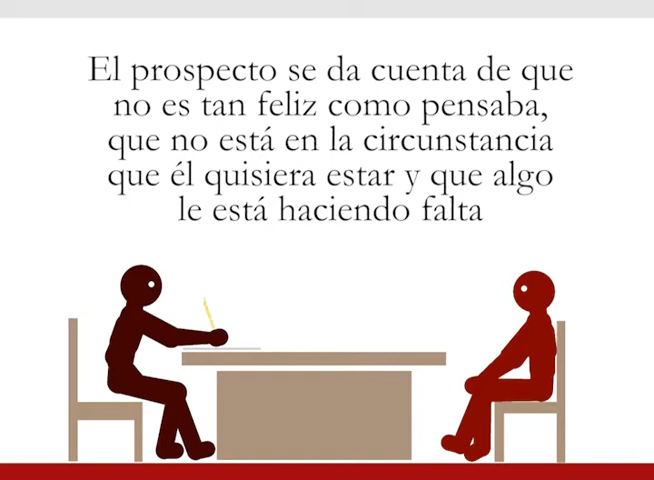 El prospecto se da cuenta de que
no es tan feliz como pensaba,
que no está en la circunstancia
que él quisiera estar y que algo
le está haciendo falta